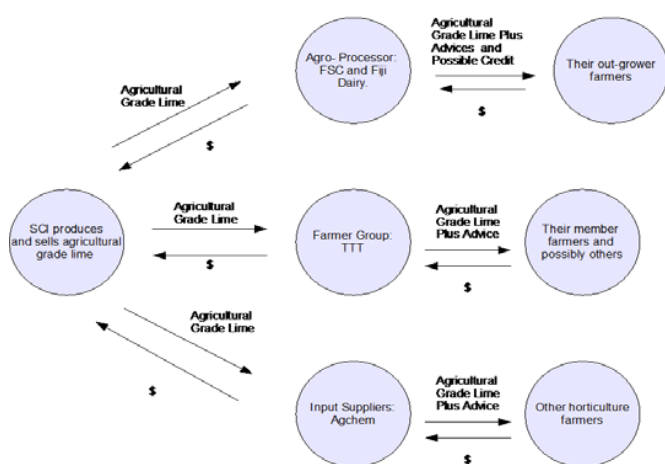 Agricultural
Grade Lime
$
Agro- Processor:
FSC and Fiji
Dairy.
Agricultural
Grade Lime Plus
Advices and
Possible Credit
$
Their out-grower
farmers
SCI produces
and sells agricultural
grade lime
Agricultural
Grade Lime
$
Farmer Group:
TTT
Agricultural
Grade Lime
Plus Advice
$
Their member
farmers and
possibly others
Agricultural
Grade Lime
$
Input Suppliers:
Agchem
Agricultural
Grade Lime
Plus Advice
$
Other horticulture
farmers